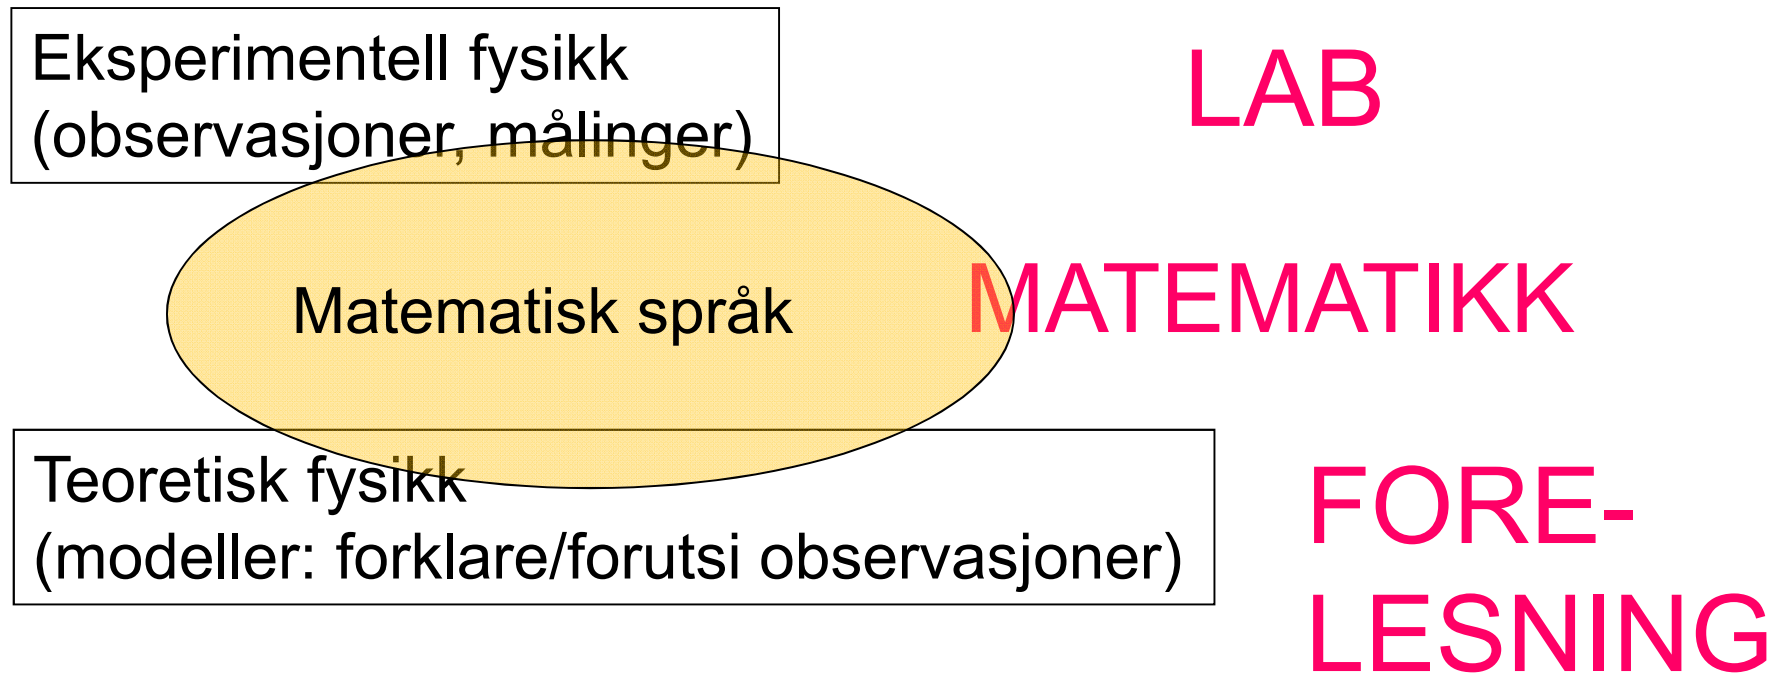 Eksperimentell fysikk
(observasjoner, målinger)
LAB
Matematisk språk
MATEMATIKK
Teoretisk fysikk
(modeller: forklare/forutsi observasjoner)
FORE-
LESNING